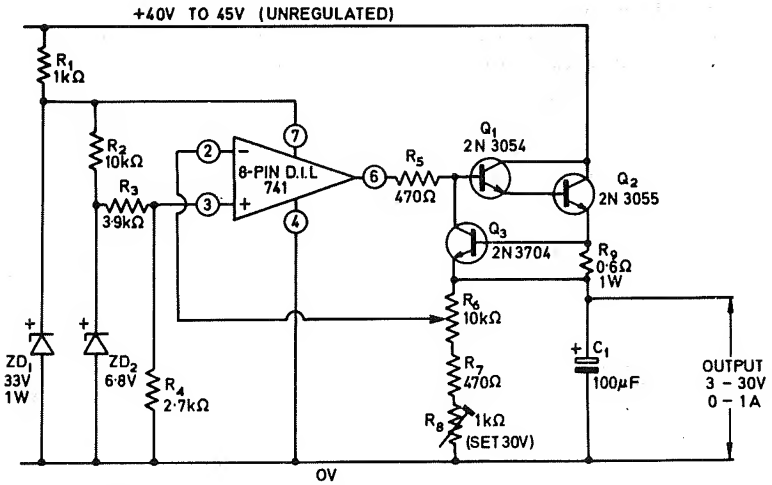 +40V TO 45V (UNREGULATED)
R1
1kΩ
R2
10kΩ
R3
3.9kΩ
2
-
3
+
7
8-PIN D.I.L
741
4
6
R5
470Ω
Q1
2N 3054
Q2
2N 3055
Q3
2N3704
R9
0.6Ω
1W
R6
10kΩ
R7
470Ω
R8
1kΩ
(SET 30V)
+
ZD1
33V
1W
+
ZD2
6.8V
R4
2.7kΩ
+
C1
100µF
OUTPUT
3 - 30V
0 - 1A
0V